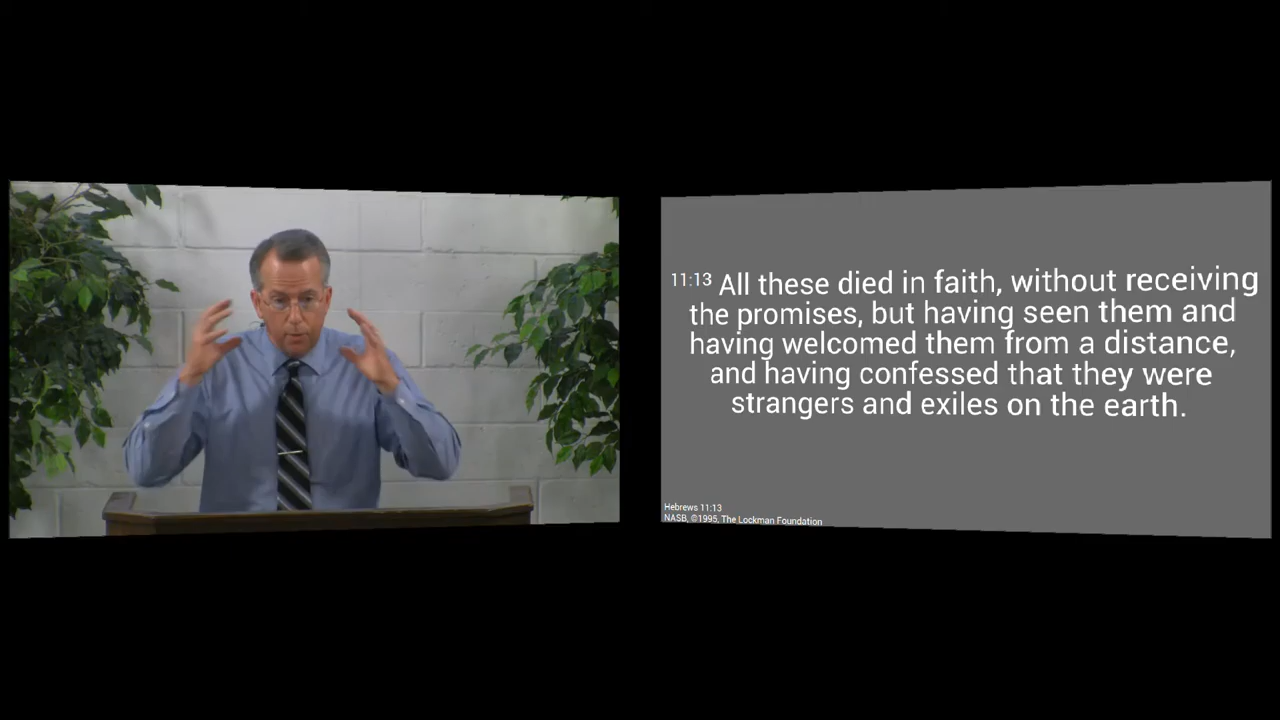 11:13 All these died in faith, without receiving
the promises, but having seen them and
having welcomed them from a distance,
and having confessed that they were
strangers and exiles on the earth.
Hebrews 11:13
NASB, ©1995, The Lockman Foundation